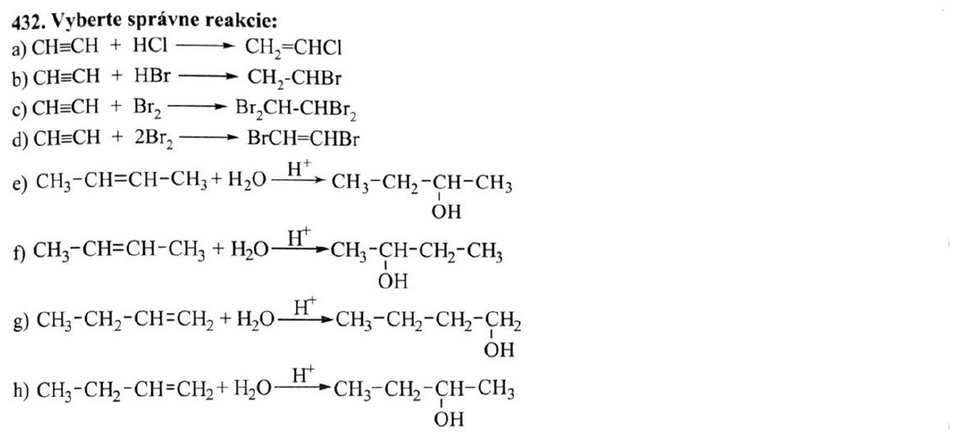 432. Vyberte správne reakcie:
a) CH≡CH + HCl ⟶ CH₂=CHCl
b) CH≡CH + HBr ⟶ CH₂-CHBr
c) CH≡CH + Br₂ ⟶ Br₂CH-CHBr₂
d) CH≡CH + 2Br₂ ⟶ BrCH=CHBr
H⁺
e) CH₃-CH=CH-CH₃ + H₂O ⟶ CH₃-CH₂-CH-CH₃
OH
H⁺
f) CH₃-CH=CH-CH₃ + H₂O ⟶ CH₃-CH-CH₂-CH₃
OH
H⁺
g) CH₃-CH₂-CH=CH₂ + H₂O ⟶ CH₃-CH₂-CH₂-CH₂
OH
H⁺
h) CH₃-CH₂-CH=CH₂ + H₂O ⟶ CH₃-CH₂-CH-CH₃
OH